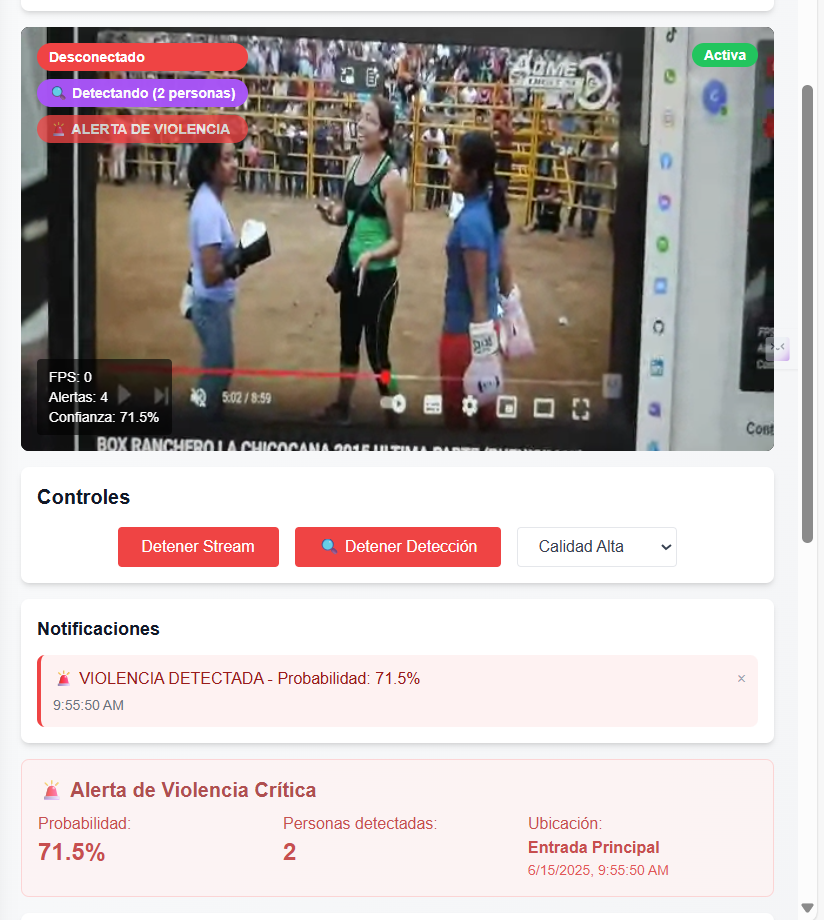 Desconectado
Activa
Detectando (2 personas)
ALERTA DE VIOLENCIA
ACME
FPS: 0
Alertas: 4
Confianza: 71.5%
5:02 / 8:59
BOX RANCHERO LA CHICOCANA 2015 ULTIMA PARTE
Cont
Controles
Detener Stream
Detener Detección
Calidad Alta
Notificaciones
VIOLENCIA DETECTADA - Probabilidad: 71.5%
×
9:55:50 AM
Alerta de Violencia Crítica
Probabilidad:
71.5%
Personas detectadas:
2
Ubicación:
Entrada Principal
6/15/2025, 9:55:50 AM